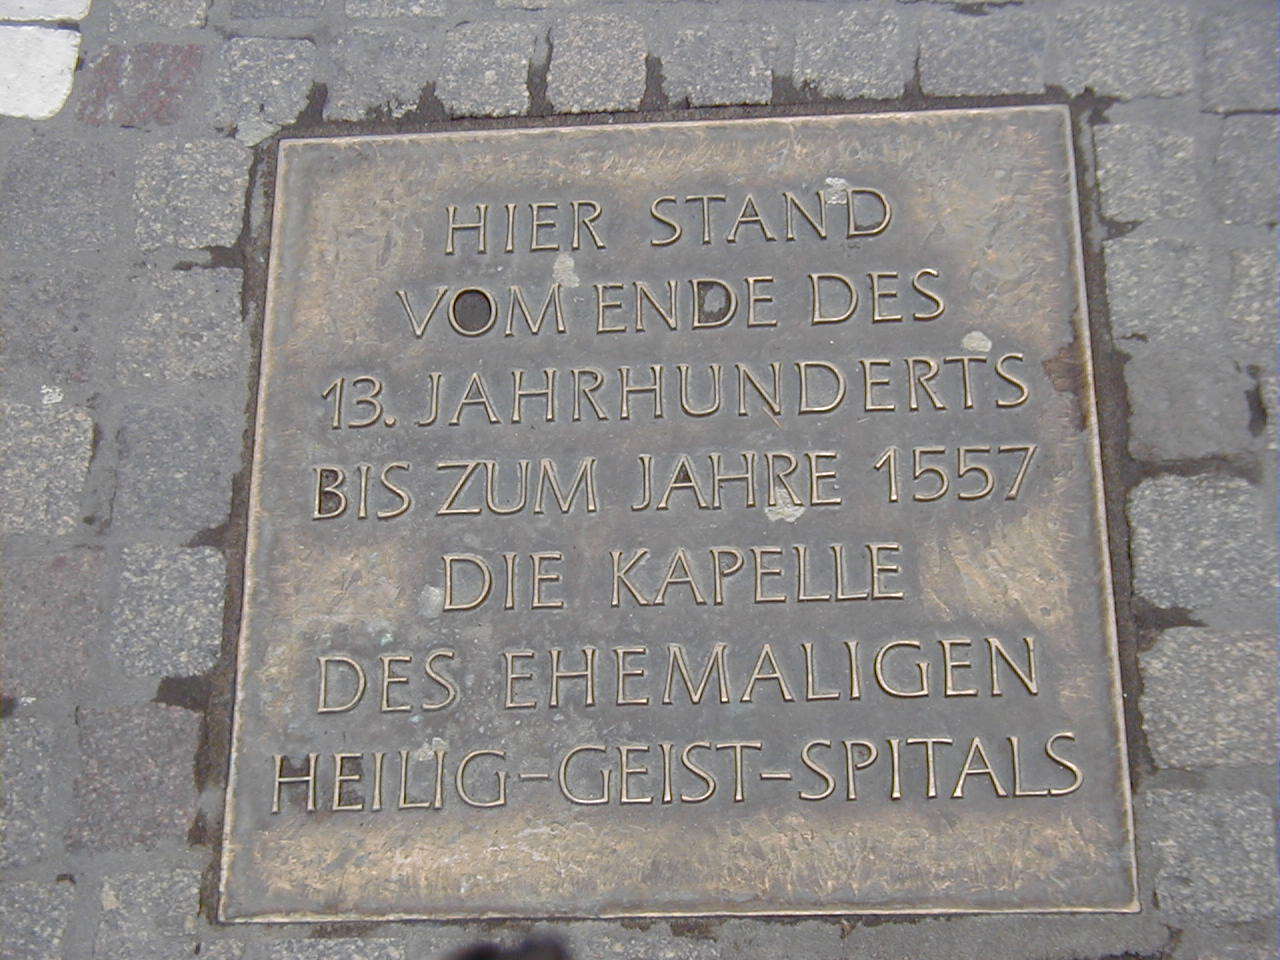 HIER STAND
VOM ENDE DES
13. JAHRHUNDERTS
BIS ZUM JAHRE 1557
DIE KAPELLE
DES EHEMALIGEN
HEILIG-GEIST-SPITALS